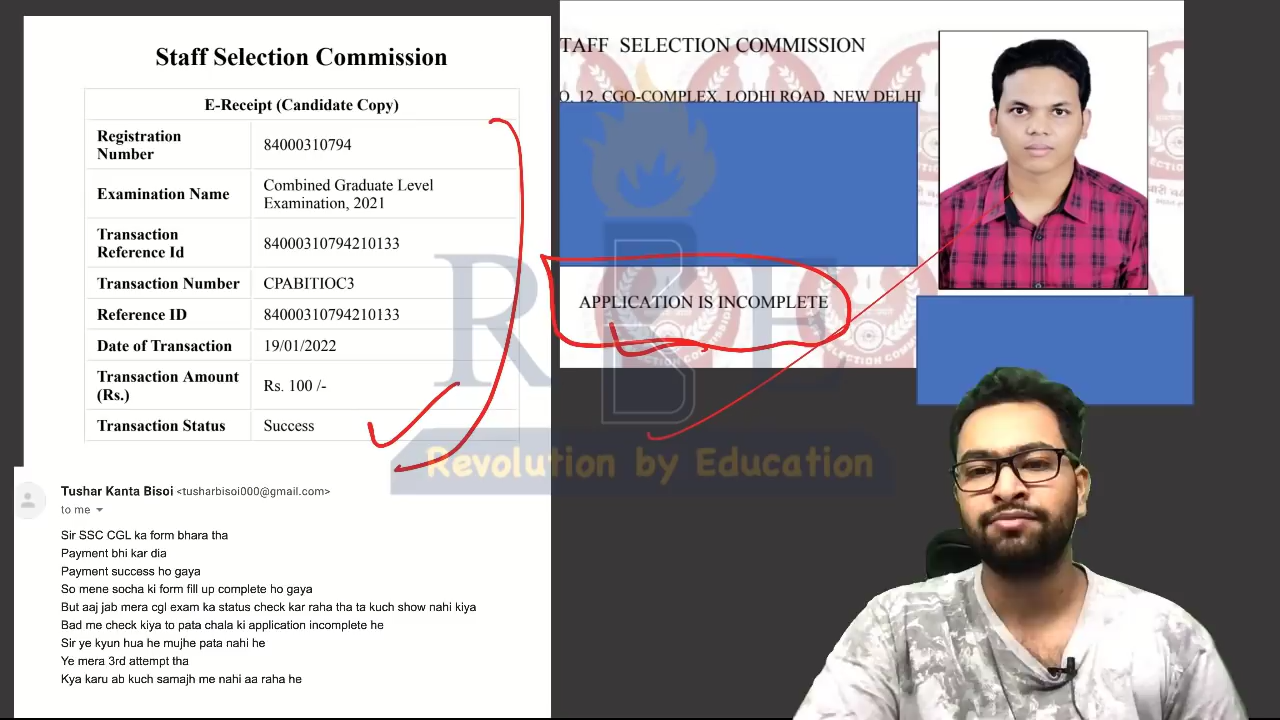 Staff Selection Commission
E-Receipt (Candidate Copy)
Registration Number 84000310794
Examination Name Combined Graduate Level Examination, 2021
Transaction Reference Id 84000310794210133
Transaction Number CPABITIOC3
Reference ID 84000310794210133
Date of Transaction 19/01/2022
Transaction Amount (Rs.) Rs. 100 /-
Transaction Status Success
Tushar Kanta Bisoi <tusharbisoi000@gmail.com>
to me
Sir SSC CGL ka form bhara tha
Payment bhi kar dia
Payment success ho gaya
So mene socha ki form fill up complete ho gaya
But aaj jab mera cgl exam ka status check kar raha tha ta kuch show nahi kiya
Bad me check kiya to pata chala ki application incomplete he
Sir ye kyun hua he mujhe pata nahi he
Ye mera 3rd attempt tha
Kya karu ab kuch samajh me nahi aa raha he
TAFF SELECTION COMMISSION
O. 12, CGO-COMPLEX, LODHI ROAD, NEW DELHI
APPLICATION IS INCOMPLETE
RBE
Revolution by Education